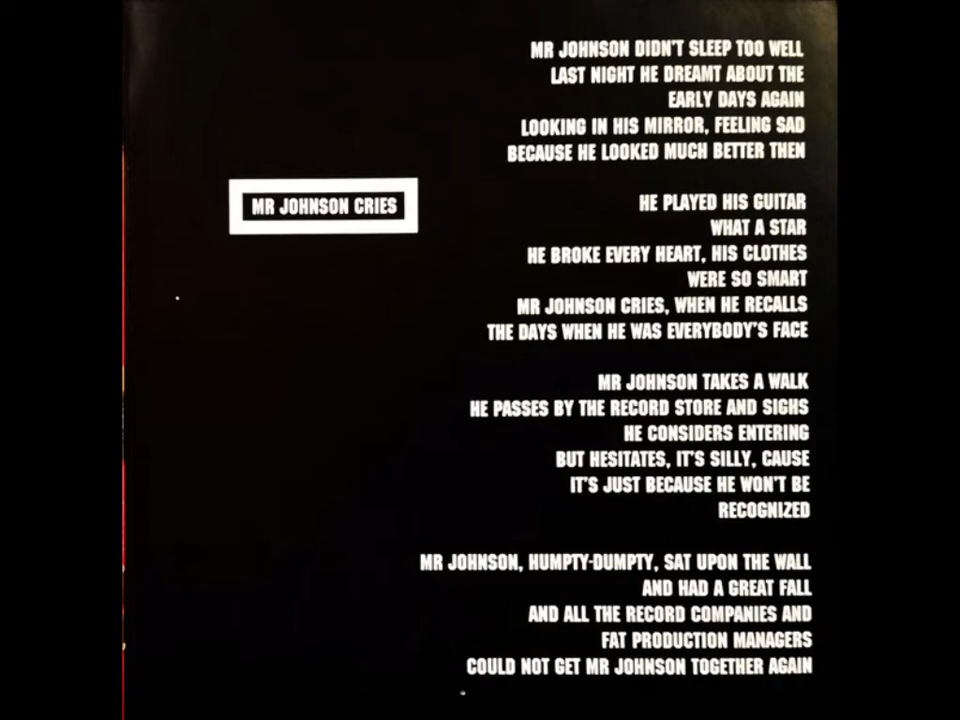 MR JOHNSON CRIES
MR JOHNSON DIDN'T SLEEP TOO WELL
LAST NIGHT HE DREAMT ABOUT THE
EARLY DAYS AGAIN
LOOKING IN HIS MIRROR, FEELING SAD
BECAUSE HE LOOKED MUCH BETTER THEN
HE PLAYED HIS GUITAR
WHAT A STAR
HE BROKE EVERY HEART, HIS CLOTHES
WERE SO SMART
MR JOHNSON CRIES, WHEN HE RECALLS
THE DAYS WHEN HE WAS EVERYBODY'S FACE
MR JOHNSON TAKES A WALK
HE PASSES BY THE RECORD STORE AND SIGHS
HE CONSIDERS ENTERING
BUT HESITATES, IT'S SILLY, CAUSE
IT'S JUST BECAUSE HE WON'T BE
RECOGNIZED
MR JOHNSON, HUMPTY-DUMPTY, SAT UPON THE WALL
AND HAD A GREAT FALL
AND ALL THE RECORD COMPANIES AND
FAT PRODUCTION MANAGERS
COULD NOT GET MR JOHNSON TOGETHER AGAIN